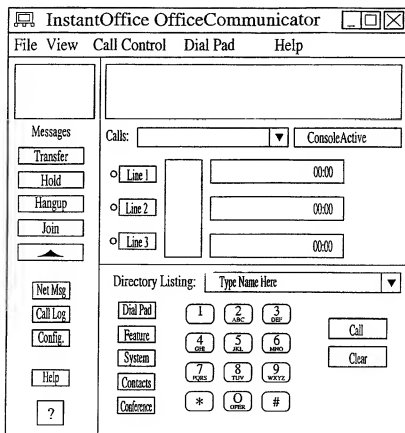 InstantOffice OfficeCommunicator
File View Call Control Dial Pad Help
Messages
Transfer
Hold
Hangup
Join
Net Msg
Call Log
Config.
Help
?
Calls:
ConsoleActive
Line 1 00:00
Line 2 00:00
Line 3 00:00
Directory Listing: Type Name Here
Dial Pad
Feature
System
Contacts
Conference
1 2 ABC 3 DEF
4 GHI 5 JKL 6 MNO
7 PQRS 8 TUV 9 WXYZ
* O OPER #
Call
Clear